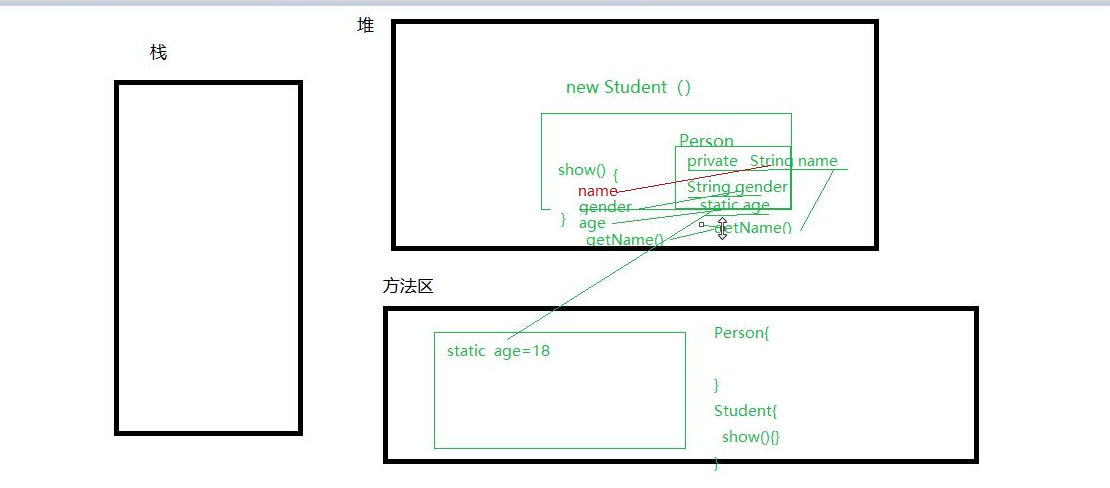 栈
堆
new Student（）
Person
private String name
show() {
name
String gender
gender
static age
} age
getName()
getName()
方法区
static age=18
Person{
}
Student{
show(){}
}